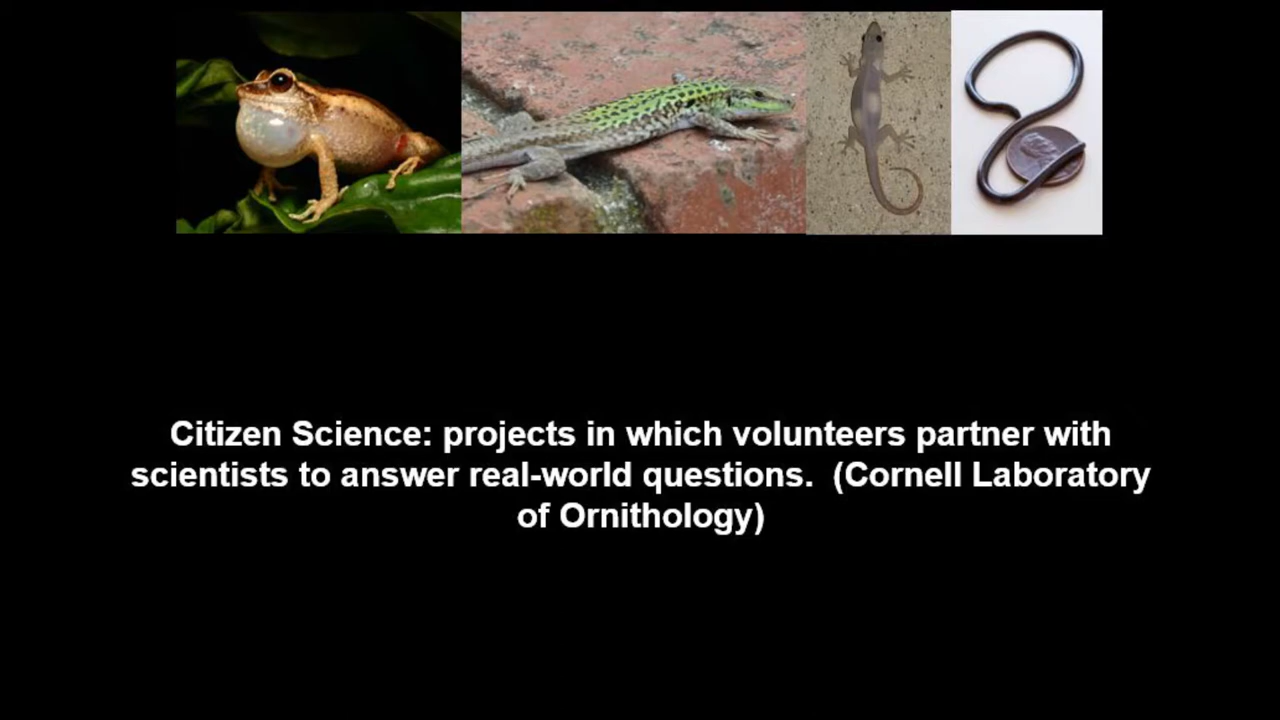 Citizen Science: projects in which volunteers partner with
scientists to answer real-world questions.  (Cornell Laboratory
of Ornithology)